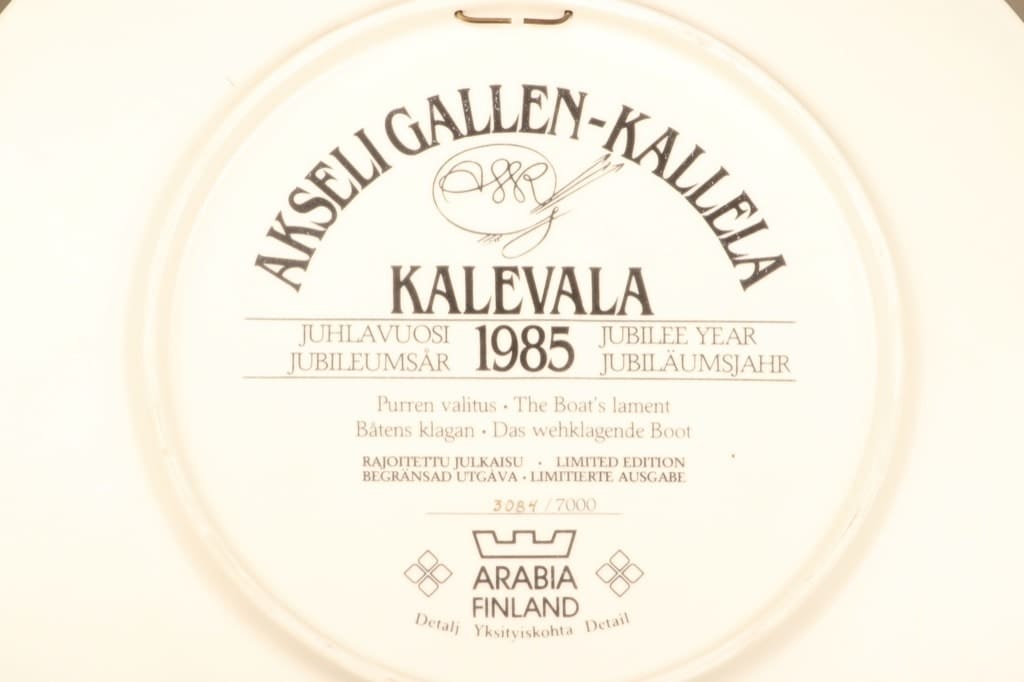 AKSELI GALLEN-KALLELA
KALEVALA
JUHLAVUOSI 1985 JUBILEE YEAR
JUBILEUMSÅR JUBILÄUMSJAHR
Purren valitus • The Boat's lament
Båtens klagan • Das wehklagende Boot
RAJOITETTU JULKAISU • LIMITED EDITION
BEGRÄNSAD UTGÅVA • LIMITIERTE AUSGABE
3084 / 7000
ARABIA
FINLAND
Detalj Yksityiskohta Detail